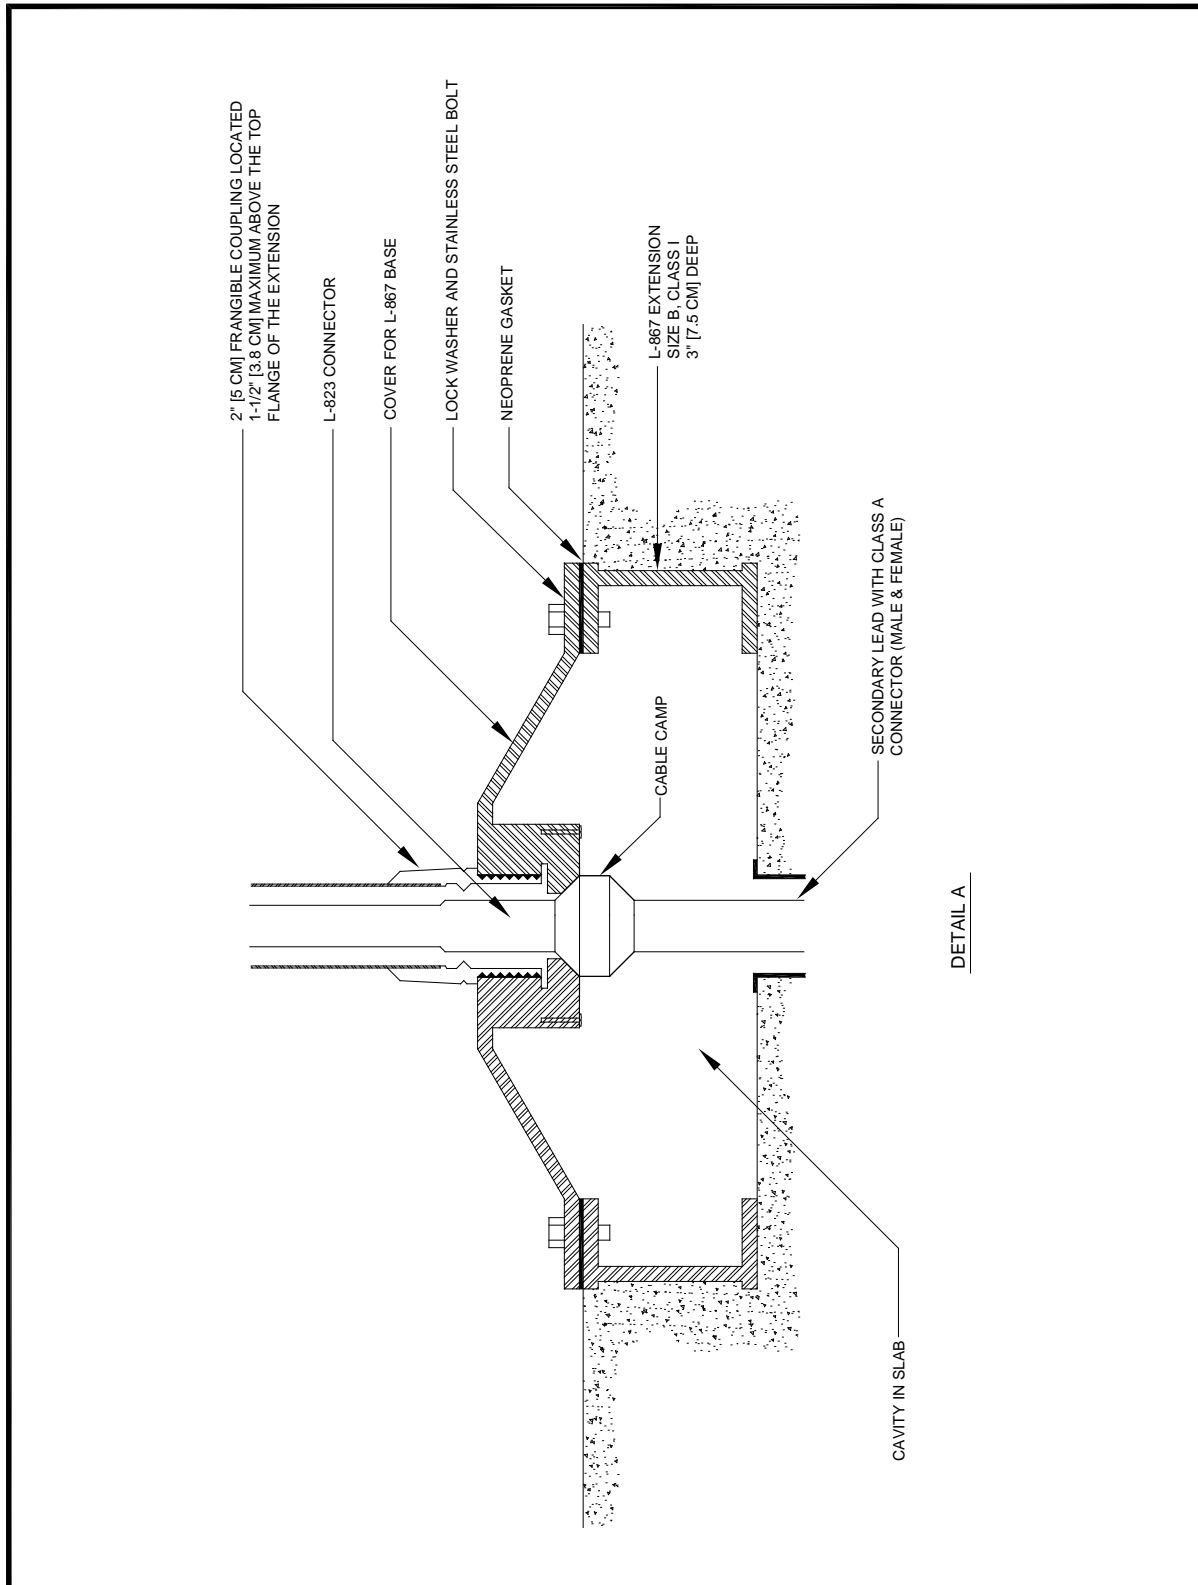 2" [5 CM] FRANGIBLE COUPLING LOCATED
1-1/2" [3.8 CM] MAXIMUM ABOVE THE TOP
FLANGE OF THE EXTENSION
L-823 CONNECTOR
COVER FOR L-867 BASE
LOCK WASHER AND STAINLESS STEEL BOLT
NEOPRENE GASKET
L-867 EXTENSION
SIZE B, CLASS I
3" [7.5 CM] DEEP
CABLE CAMP
SECONDARY LEAD WITH CLASS A
CONNECTOR (MALE & FEMALE)
CAVITY IN SLAB
DETAIL A